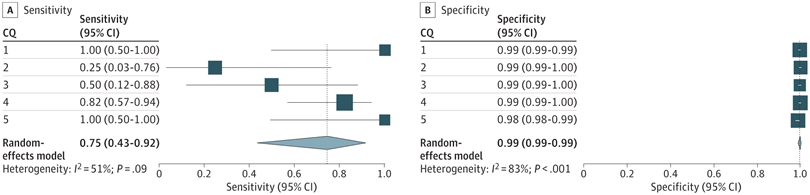 A Sensitivity
CQ Sensitivity (95% CI)
1 1.00 (0.50-1.00)
2 0.25 (0.03-0.76)
3 0.50 (0.12-0.88)
4 0.82 (0.57-0.94)
5 1.00 (0.50-1.00)
Random-effects model 0.75 (0.43-0.92)
Heterogeneity: I² = 51%; P = .09
0 0.2 0.4 0.6 0.8 1.0
Sensitivity (95% CI)
B Specificity
CQ Specificity (95% CI)
1 0.99 (0.99-0.99)
2 0.99 (0.99-1.00)
3 0.99 (0.99-1.00)
4 0.99 (0.99-1.00)
5 0.98 (0.98-0.99)
Random-effects model 0.99 (0.99-0.99)
Heterogeneity: I² = 83%; P < .001
0 0.2 0.4 0.6 0.8 1.0
Specificity (95% CI)